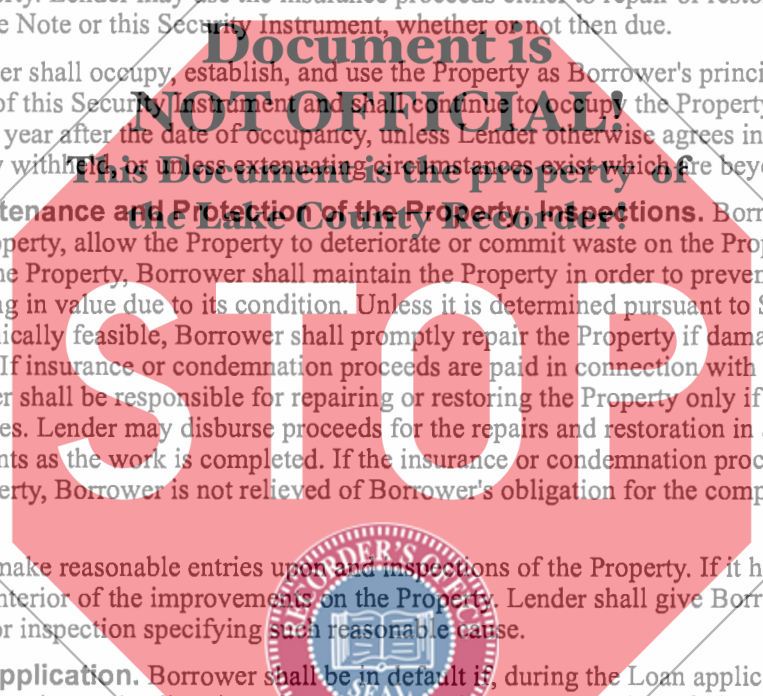 rty. Lender may use the insurance proceeds either to repair or resto
e Note or this Security Instrument, whether or not then due.
Document is
er shall occupy, establish, and use the Property as Borrower's princi
of this Security Instrument and shall continue to occupy the Property
NOT OFFICIAL!
year after the date of occupancy, unless Lender otherwise agrees in
y withheld, or unless extenuating circumstances exist which are beyo
This Document is the property of
the Lake County Recorder!
tenance and Protection of the Property; Inspections. Borr
operty, allow the Property to deteriorate or commit waste on the Prop
he Property, Borrower shall maintain the Property in order to preven
ng in value due to its condition. Unless it is determined pursuant to S
nically feasible, Borrower shall promptly repair the Property if dama
If insurance or condemnation proceeds are paid in connection with
er shall be responsible for repairing or restoring the Property only if
STOP
es. Lender may disburse proceeds for the repairs and restoration in
nts as the work is completed. If the insurance or condemnation proc
erty, Borrower is not relieved of Borrower's obligation for the comp
make reasonable entries upon and inspections of the Property. If it h
nterior of the improvements on the Property. Lender shall give Borr
or inspection specifying such reasonable cause.
RECORDER'S OFFICE
SEAL
pplication. Borrower shall be in default if, during the Loan applic